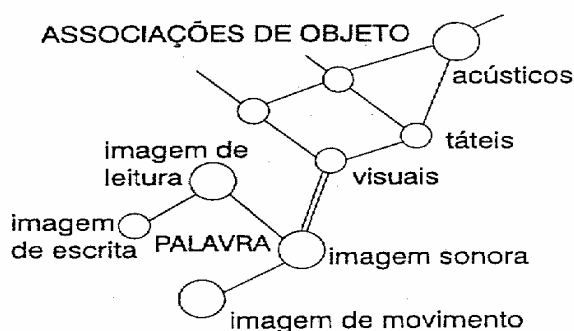 ASSOCIAÇÕES DE OBJETO
acústicos
táteis
visuais
imagem de
leitura
imagem
de escrita
PALAVRA
imagem sonora
imagem de movimento